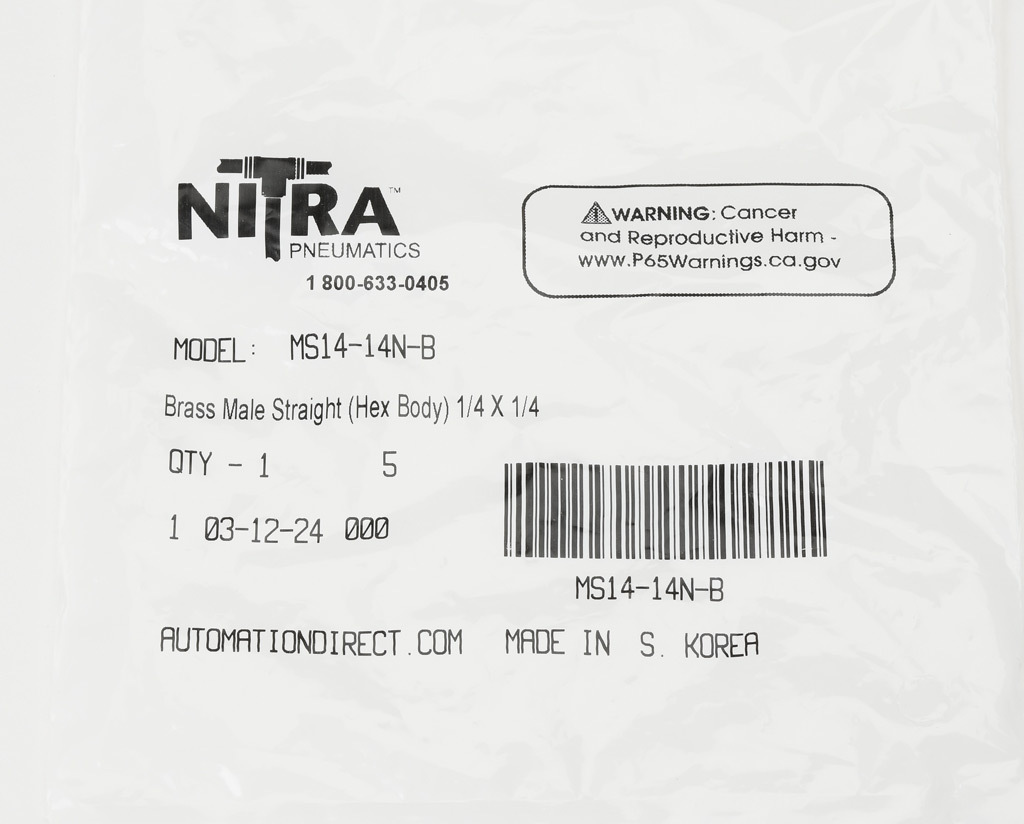 NITRA™
PNEUMATICS
1 800-633-0405
WARNING: Cancer
and Reproductive Harm -
www.P65Warnings.ca.gov
MODEL: MS14-14N-B
Brass Male Straight (Hex Body) 1/4 X 1/4
QTY - 1 5
1 03-12-24 000
MS14-14N-B
AUTOMATIONDIRECT.COM MADE IN S. KOREA